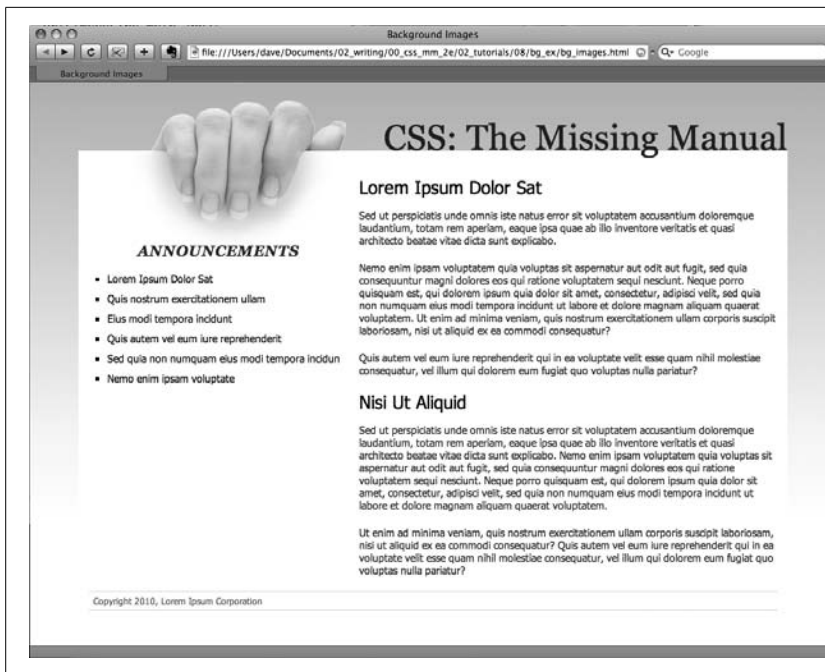 Background Images
file:///Users/dave/Documents/02_writing/00_css_mm_2e/02_tutorials/08/bg_ex/bg_images.html
Google
Background Images
CSS: The Missing Manual
ANNOUNCEMENTS
Lorem Ipsum Dolor Sat
Quis nostrum exercitationem ullam
Eius modi tempora incidunt
Quis autem vel eum iure reprehenderit
Sed quia non numquam eius modi tempora incidun
Nemo enim ipsam voluptate
Lorem Ipsum Dolor Sat
Sed ut perspiciatis unde omnis iste natus error sit voluptatem accusantium doloremque
laudantium, totam rem aperiam, eaque ipsa quae ab illo inventore veritatis et quasi
architecto beatae vitae dicta sunt explicabo.
Nemo enim ipsam voluptatem quia voluptas sit aspernatur aut odit aut fugit, sed quia
consequuntur magni dolores eos qui ratione voluptatem sequi nesciunt. Neque porro
quisquam est, qui dolorem ipsum quia dolor sit amet, consectetur, adipisci velit, sed quia
non numquam eius modi tempora incidunt ut labore et dolore magnam aliquam quaerat
voluptatem. Ut enim ad minima veniam, quis nostrum exercitationem ullam corporis suscipit
laboriosam, nisi ut aliquid ex ea commodi consequatur?
Quis autem vel eum iure reprehenderit qui in ea voluptate velit esse quam nihil molestiae
consequatur, vel illum qui dolorem eum fugiat quo voluptas nulla pariatur?
Nisi Ut Aliquid
Sed ut perspiciatis unde omnis iste natus error sit voluptatem accusantium doloremque
laudantium, totam rem aperiam, eaque ipsa quae ab illo inventore veritatis et quasi
architecto beatae vitae dicta sunt explicabo. Nemo enim ipsam voluptatem quia voluptas sit
aspernatur aut odit aut fugit, sed quia consequuntur magni dolores eos qui ratione
voluptatem sequi nesciunt. Neque porro quisquam est, qui dolorem ipsum quia dolor sit
amet, consectetur, adipisci velit, sed quia non numquam eius modi tempora incidunt ut
labore et dolore magnam aliquam quaerat voluptatem.
Ut enim ad minima veniam, quis nostrum exercitationem ullam corporis suscipit laboriosam,
nisi ut aliquid ex ea commodi consequatur? Quis autem vel eum iure reprehenderit qui in ea
voluptate velit esse quam nihil molestiae consequatur, vel illum qui dolorem eum fugiat quo
voluptas nulla pariatur?
Copyright 2010, Lorem Ipsum Corporation